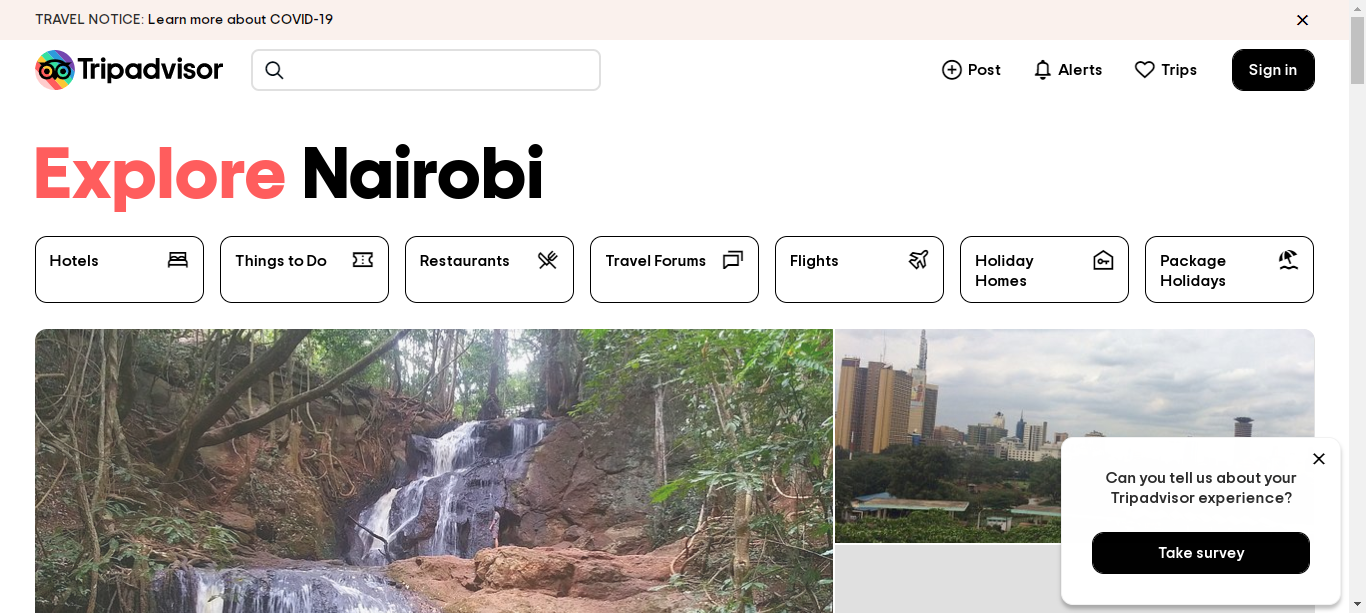 TRAVEL NOTICE: Learn more about COVID-19
Tripadvisor
Post
Alerts
Trips
Sign in
Explore Nairobi
Hotels
Things to Do
Restaurants
Travel Forums
Flights
Holiday
Homes
Package
Holidays
Can you tell us about your
Tripadvisor experience?
Take survey